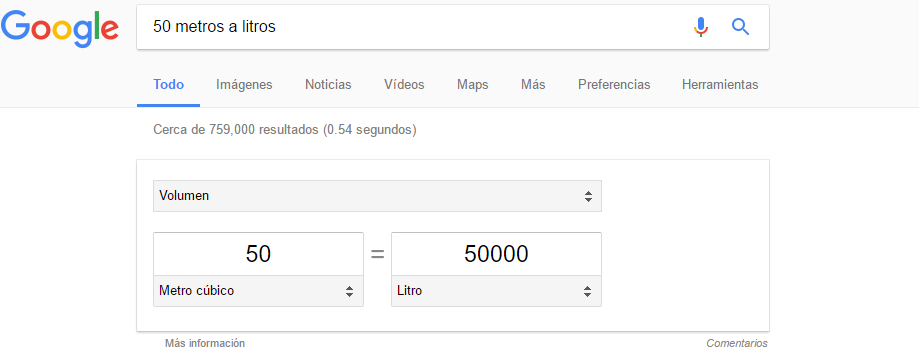 Google 50 metros a litros
Todo Imágenes Noticias Vídeos Maps Más Preferencias Herramientas
Cerca de 759,000 resultados (0.54 segundos)
Volumen
50 = 50000
Metro cúbico Litro
Más información Comentarios